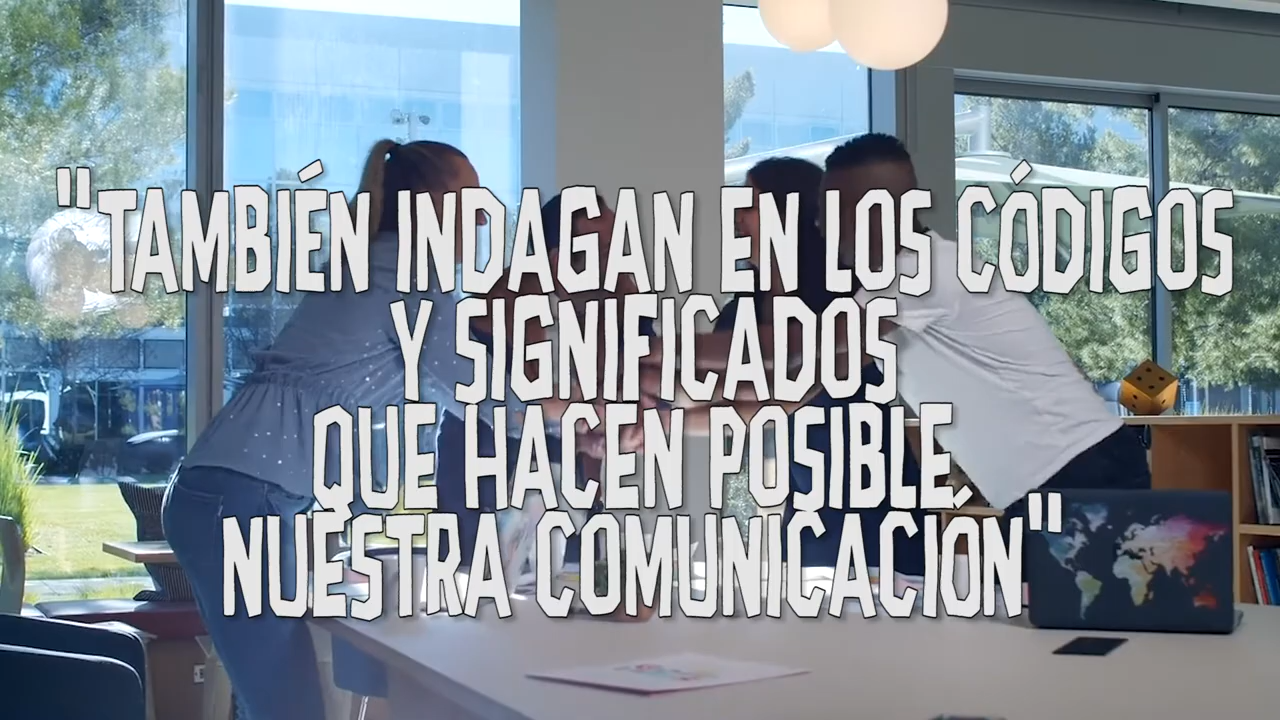 "TAMBIÉN INDAGAN EN LOS CÓDIGOS
Y SIGNIFICADOS
QUE HACEN POSIBLE
NUESTRA COMUNICACIÓN"